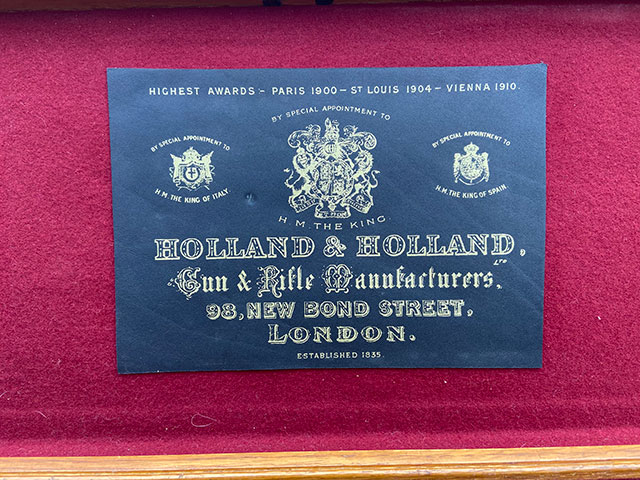 HIGHEST AWARDS - PARIS 1900 - ST LOUIS 1904 - VIENNA 1910.
BY SPECIAL APPOINTMENT TO
H. M. THE KING
BY SPECIAL APPOINTMENT TO
H. M. THE KING OF ITALY.
BY SPECIAL APPOINTMENT TO
H.M. THE KING OF SPAIN
HOLLAND & HOLLAND, LTD
Gun & Rifle Manufacturers,
98, NEW BOND STREET,
LONDON.
ESTABLISHED 1835.